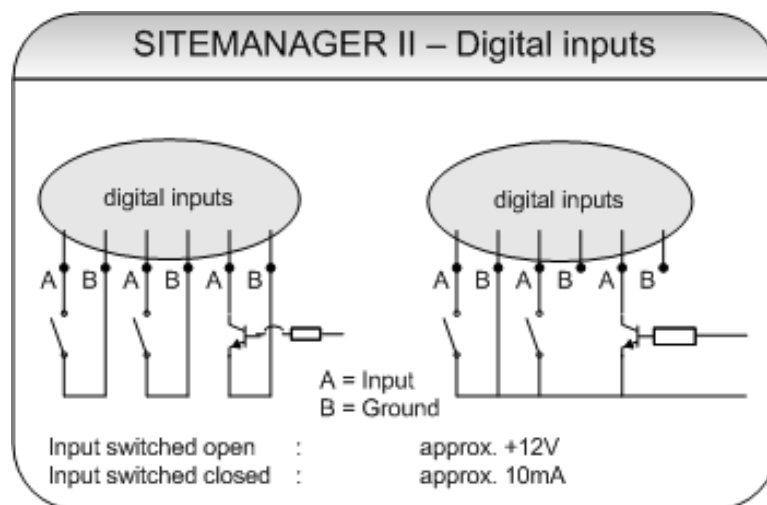 SITEMANAGER II – Digital inputs
digital inputs
digital inputs
A B A B A B
A B A B A B
A = Input
B = Ground
Input switched open : approx. +12V
Input switched closed : approx. 10mA